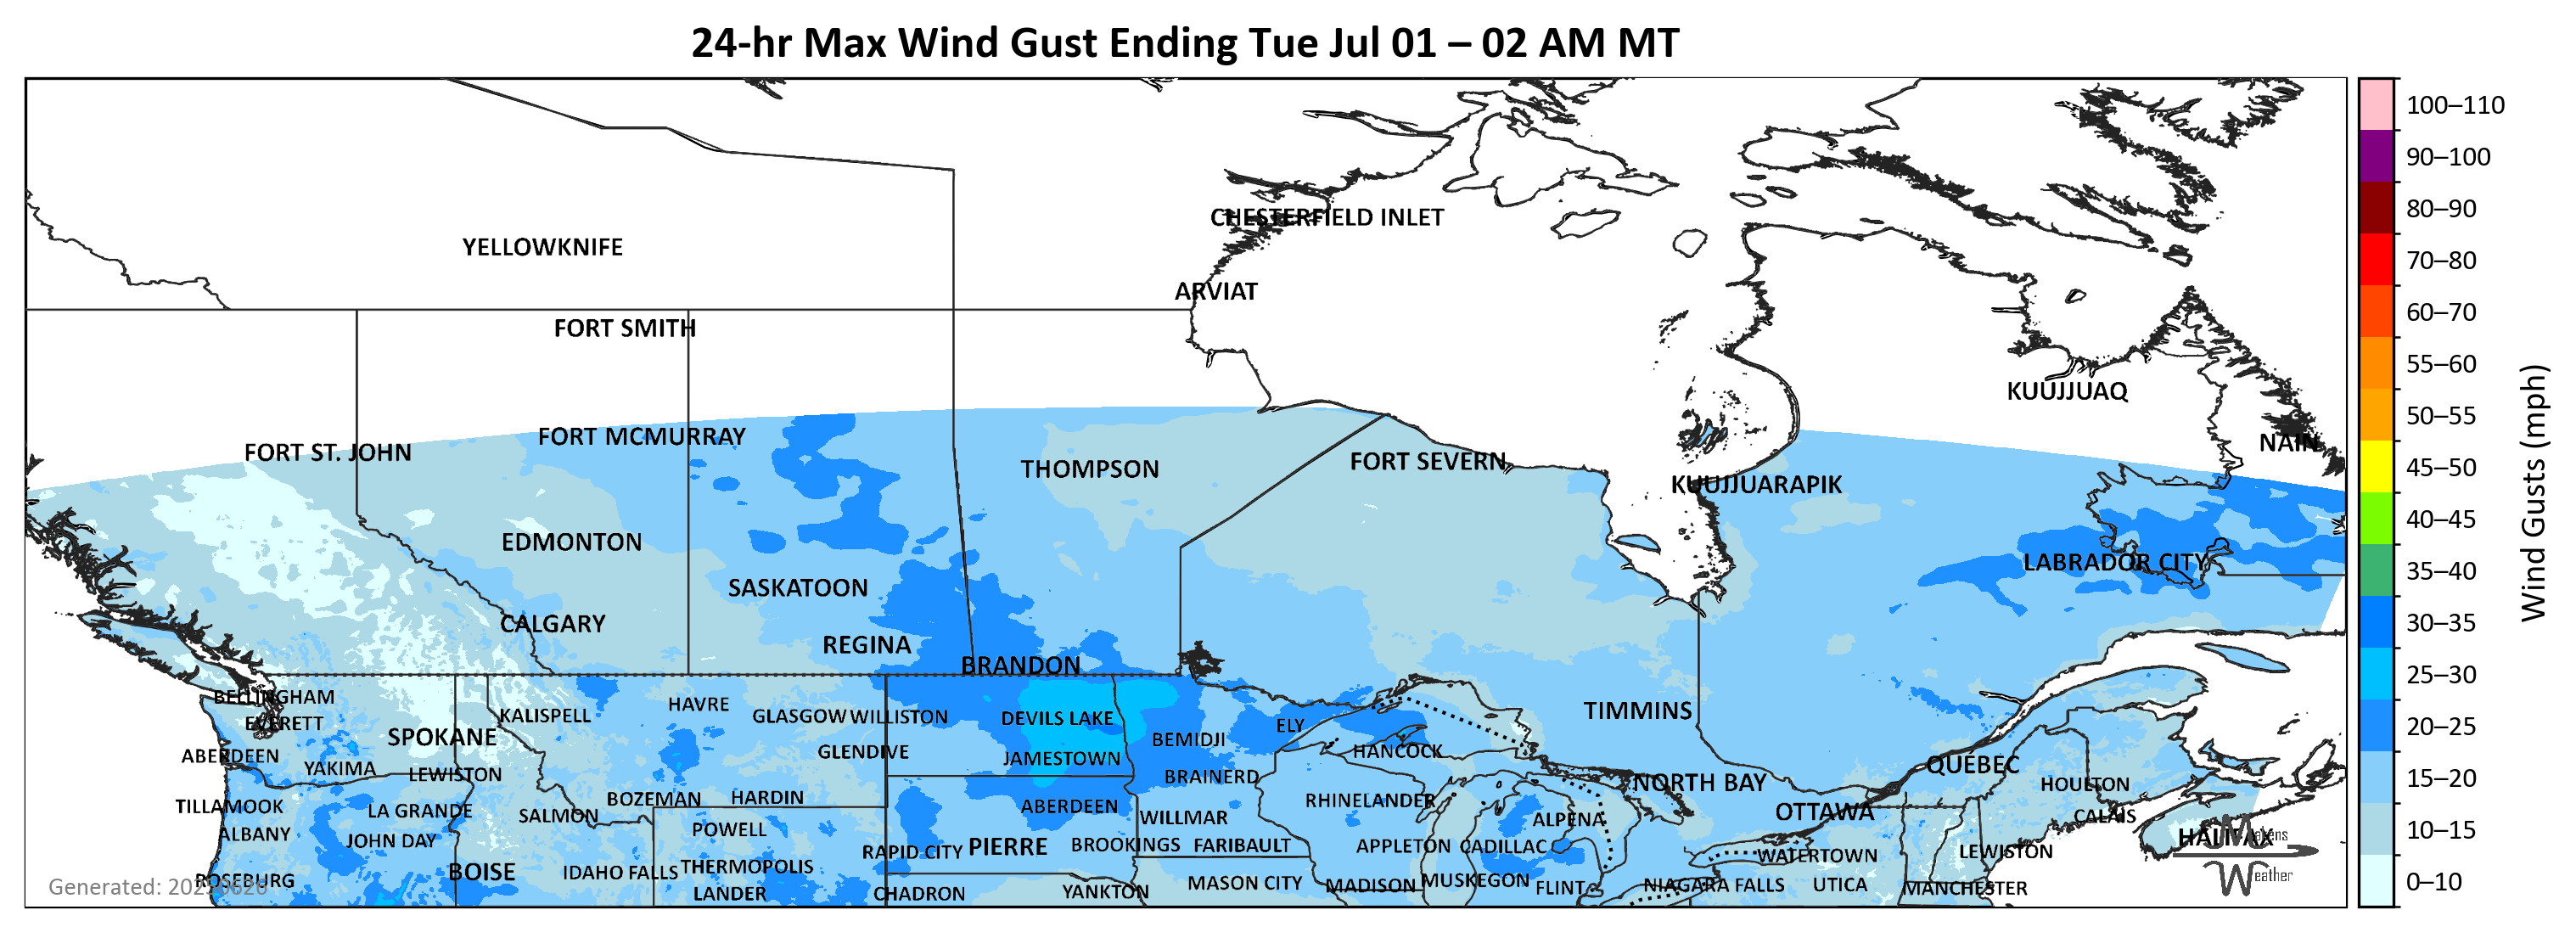 24-hr Max Wind Gust Ending Tue Jul 01 – 02 AM MT
100–110
90–100
80–90
70–80
60–70
55–60
50–55
45–50
40–45
35–40
30–35
25–30
20–25
15–20
10–15
0–10
Wind Gusts (mph)
CHESTERFIELD INLET
YELLOWKNIFE
ARVIAT
FORT SMITH
KUUJJUAQ
FORT MCMURRAY
NAIN
FORT ST. JOHN
FORT SEVERN
THOMPSON
KUUJJUARAPIK
EDMONTON
LABRADOR CITY
SASKATOON
CALGARY
REGINA
BRANDON
BELLINGHAM
HAVRE
TIMMINS
KALISPELL
GLASGOW
WILLISTON
DEVILS LAKE
EVERETT
ELY
SPOKANE
BEMIDJI
GLENDIVE
HANCOCK
ABERDEEN
JAMESTOWN
QUÉBEC
YAKIMA
LEWISTON
BRAINERD
NORTH BAY
HOULTON
BOZEMAN
HARDIN
RHINELANDER
TILLAMOOK
LA GRANDE
ABERDEEN
OTTAWA
SALMON
WILLMAR
CALAIS
ALPENA
ALBANY
POWELL
HALIFAX
Makens
JOHN DAY
RAPID CITY
PIERRE
BROOKINGS
FARIBAULT
APPLETON
CADILLAC
WATERTOWN
LEWISTON
BOISE
IDAHO FALLS
THERMOPOLIS
Weather
ROSEBURG
MASON CITY
MADISON
MUSKEGON
FLINT
NIAGARA FALLS
UTICA
MANCHESTER
LANDER
CHADRON
YANKTON
Generated: